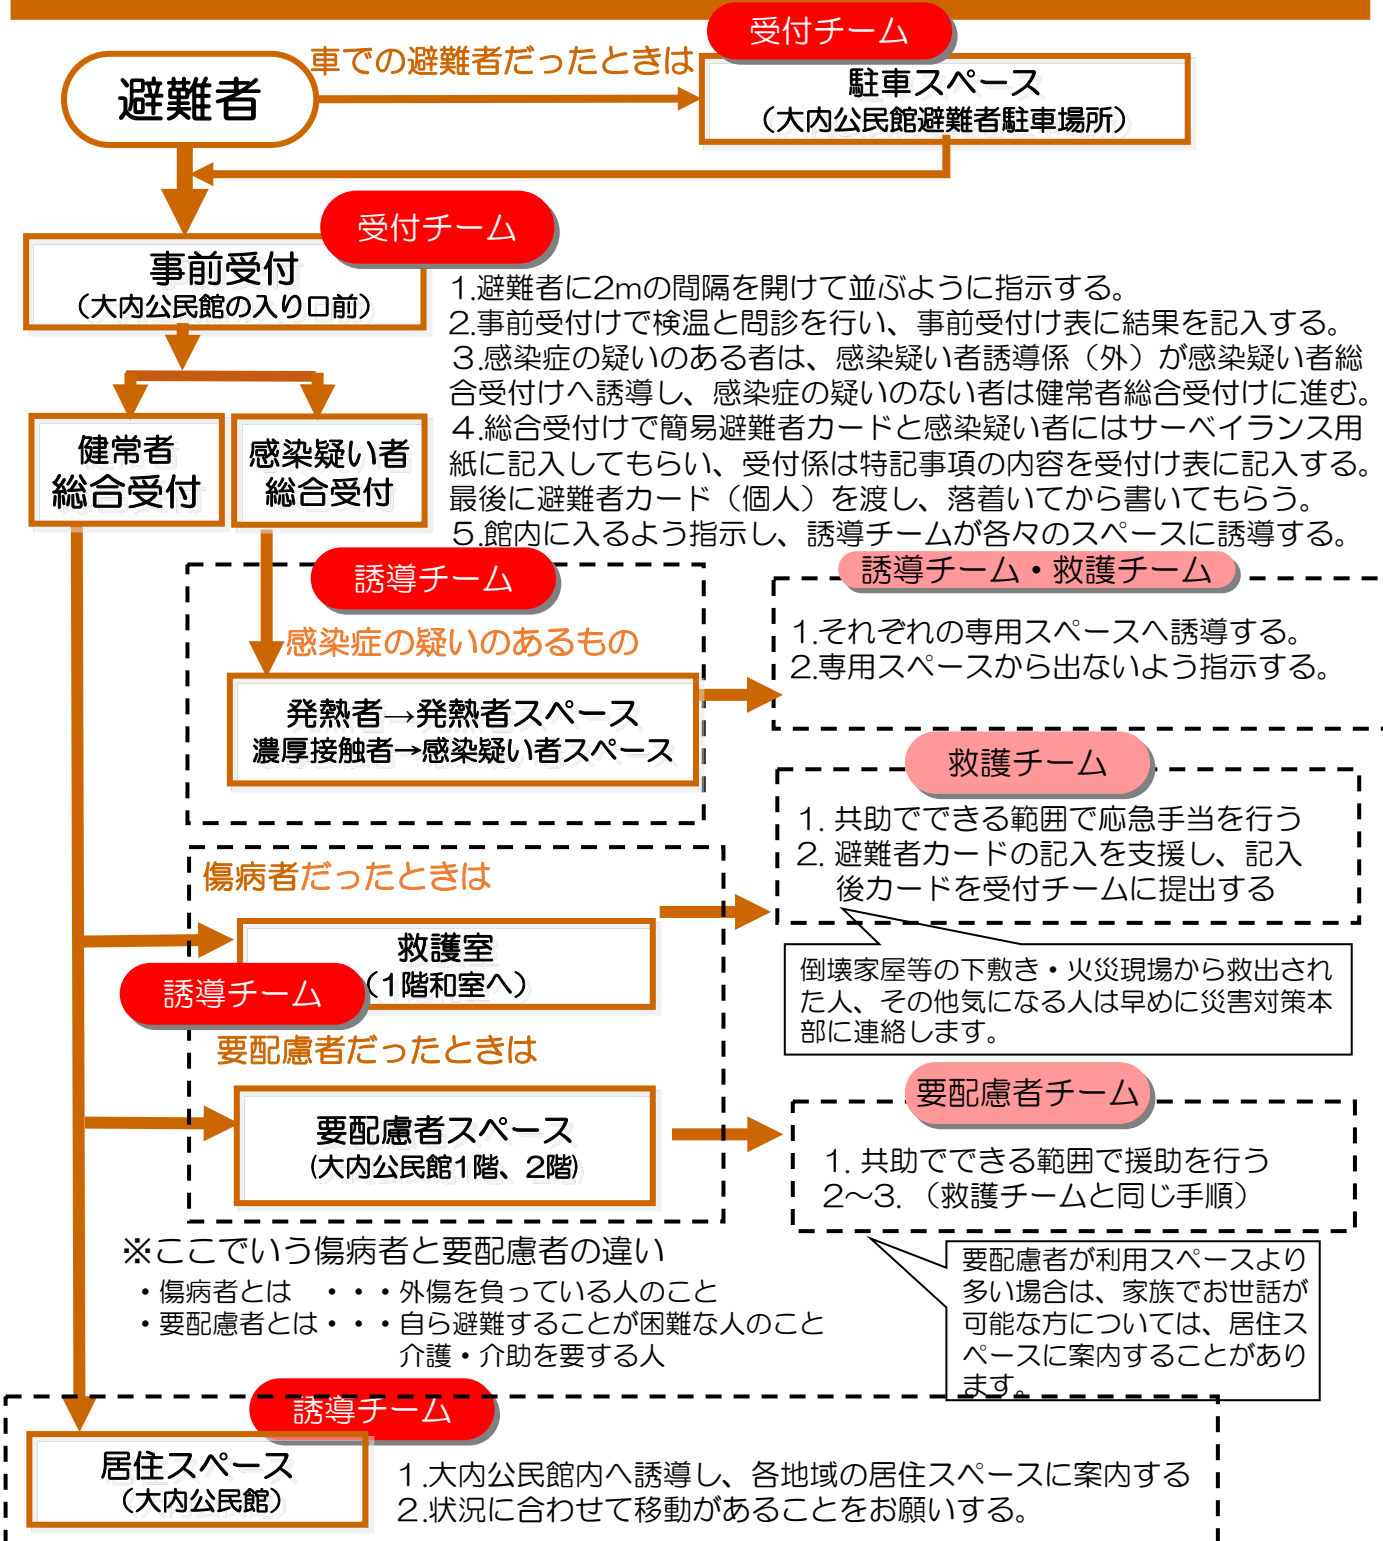 受付チーム
避難者
車での避難者だったときは
駐車スペース
（大内公民館避難者駐車場所）
受付チーム
事前受付
（大内公民館の入り口前）
１.避難者に2mの間隔を開けて並ぶように指示する。
２.事前受付けで検温と問診を行い、事前受付け表に結果を記入する。
３.感染症の疑いのある者は、感染疑い者誘導係（外）が感染疑い者総
合受付けへ誘導し、感染症の疑いのない者は健常者総合受付けに進む。
４.総合受付けで簡易避難者カードと感染疑い者にはサーベイランス用
紙に記入してもらい、受付係は特記事項の内容を受付け表に記入する。
最後に避難者カード（個人）を渡し、落着いてから書いてもらう。
５.館内に入るよう指示し、誘導チームが各々のスペースに誘導する。
健常者
総合受付
感染疑い者
総合受付
誘導チーム
感染症の疑いのあるもの
発熱者→発熱者スペース
濃厚接触者→感染疑い者スペース
誘導チーム・救護チーム
１.それぞれの専用スペースへ誘導する。
２.専用スペースから出ないよう指示する。
救護チーム
１. 共助でできる範囲で応急手当を行う
２. 避難者カードの記入を支援し、記入
後カードを受付チームに提出する
倒壊家屋等の下敷き・火災現場から救出され
た人、その他気になる人は早めに災害対策本
部に連絡します。
傷病者だったときは
救護室
（１階和室へ）
誘導チーム
要配慮者だったときは
要配慮者スペース
（大内公民館１階、２階）
要配慮者チーム
１. 共助でできる範囲で援助を行う
２～３. （救護チームと同じ手順）
要配慮者が利用スペースより
多い場合は、家族でお世話が
可能な方については、居住ス
ペースに案内することがあり
ます。
※ここでいう傷病者と要配慮者の違い
・傷病者とは　・・・外傷を負っている人のこと
・要配慮者とは・・・自ら避難することが困難な人のこと
介護・介助を要する人
誘導チーム
居住スペース
（大内公民館）
１.大内公民館内へ誘導し、各地域の居住スペースに案内する
２.状況に合わせて移動があることをお願いする。